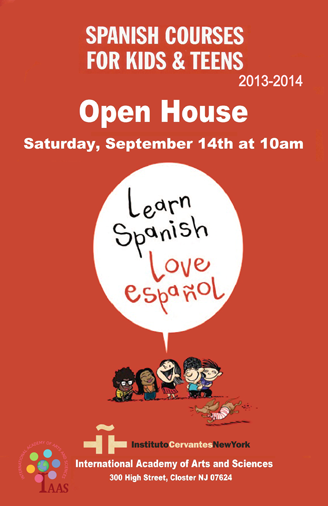 SPANISH COURSES
FOR KIDS & TEENS
2013-2014
Open House
Saturday, September 14th at 10am
Learn
Spanish
Love
español
InstitutoCervantesNewYork
International Academy of Arts and Sciences
300 High Street, Closter NJ 07624
IAAS